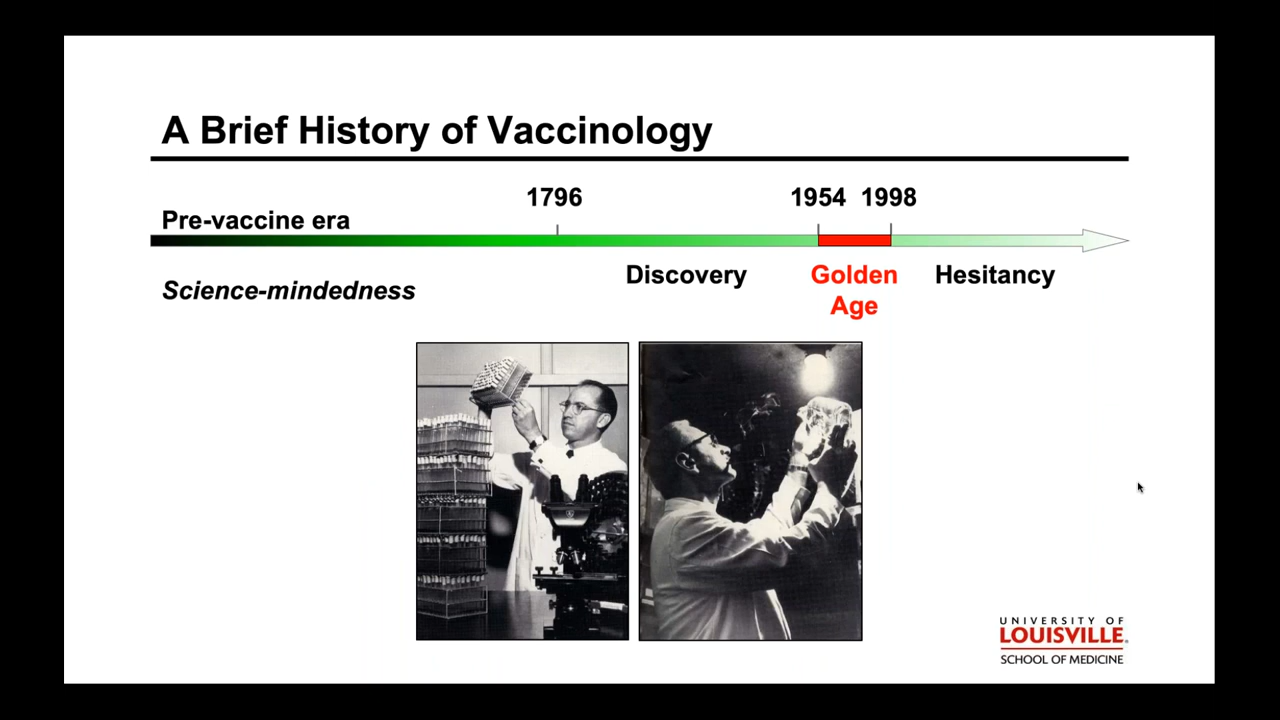 A Brief History of Vaccinology
1796
1954 1998
Pre-vaccine era
Discovery
Golden
Age
Hesitancy
Science-mindedness
UNIVERSITY OF
LOUISVILLE.
SCHOOL OF MEDICINE